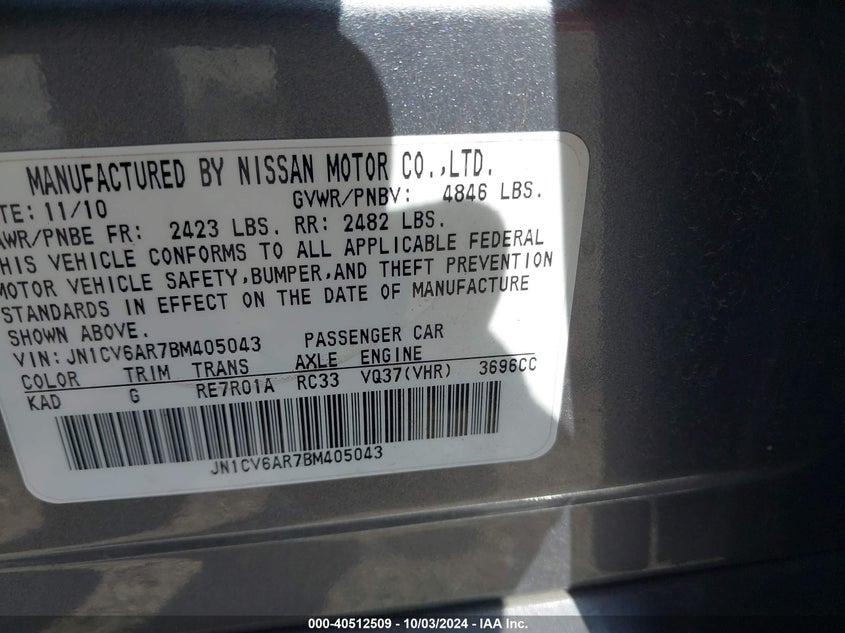 MANUFACTURED BY NISSAN MOTOR CO.,LTD.
TE: 11/10 GVWR/PNBV: 4846 LBS.
AWR/PNBE FR: 2423 LBS. RR: 2482 LBS.
HIS VEHICLE CONFORMS TO ALL APPLICABLE FEDERAL
MOTOR VEHICLE SAFETY,BUMPER,AND THEFT PREVENTION
STANDARDS IN EFFECT ON THE DATE OF MANUFACTURE
SHOWN ABOVE.
VIN: JN1CV6AR7BM405043 PASSENGER CAR
COLOR TRIM TRANS AXLE ENGINE
KAD G RE7R01A RC33 VQ37(VHR) 3696CC
JN1CV6AR7BM405043
000-40512509 - 10/03/2024 - IAA Inc.